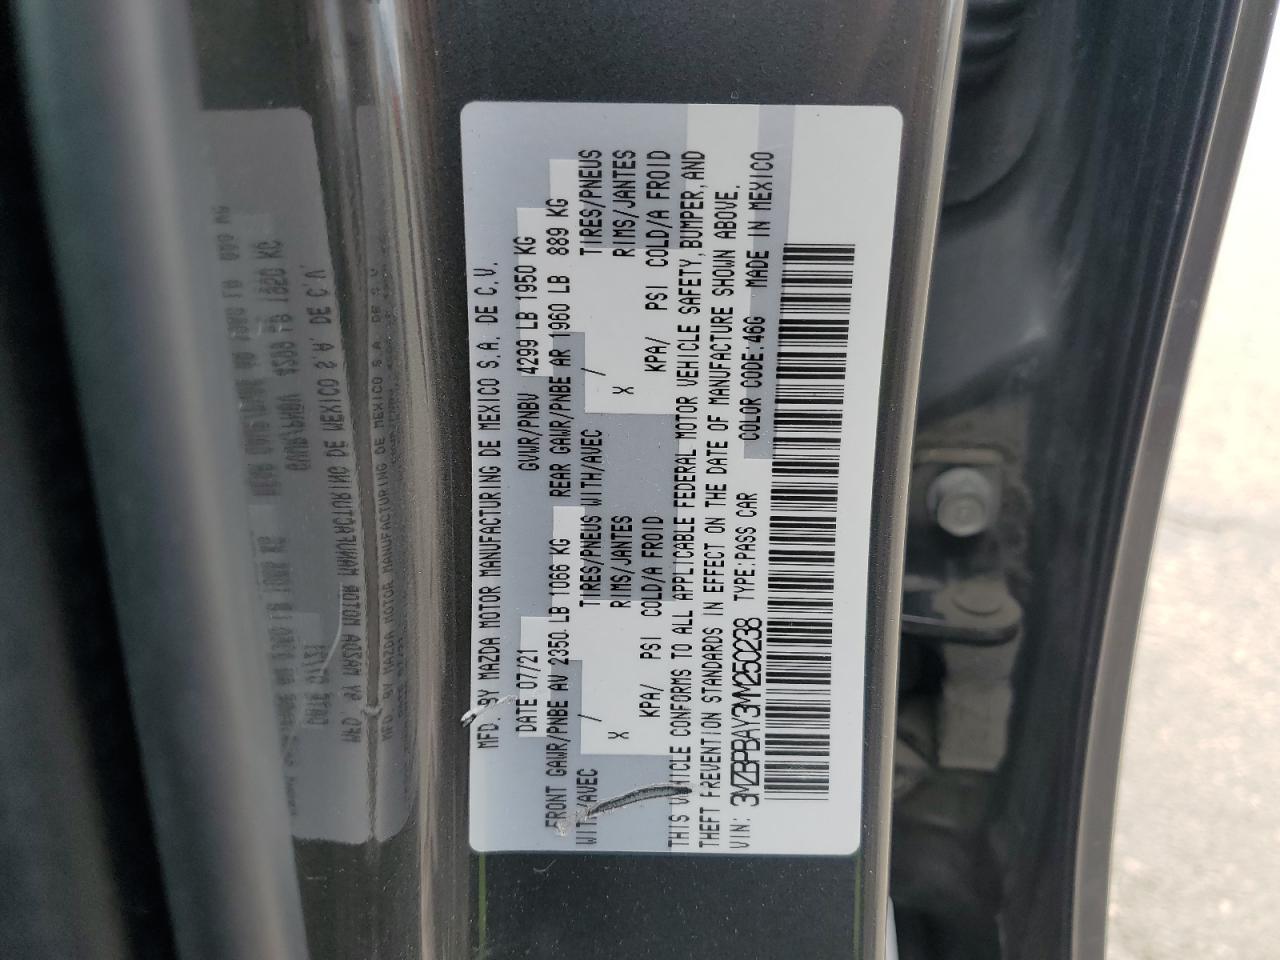 MFD. BY MAZDA MOTOR MANUFACTURING DE MEXICO S.A. DE C.V.
DATE 07/21 GVWR/PNBV 4299 LB 1950 KG
FRONT GAWR/PNBE AV 2350 LB 1066 KG REAR GAWR/PNBE AR 1960 LB 889 KG
WITH/AVEC / TIRES/PNEUS WITH/AVEC / TIRES/PNEUS
X RIMS/JANTES X RIMS/JANTES
KPA/ PSI COLD/A FROID KPA/ PSI COLD/A FROID
THIS VEHICLE CONFORMS TO ALL APPLICABLE FEDERAL MOTOR VEHICLE SAFETY, BUMPER, AND
THEFT PREVENTION STANDARDS IN EFFECT ON THE DATE OF MANUFACTURE SHOWN ABOVE.
VIN: 3MZBPBAY3MM250238 TYPE:PASS CAR COLOR CODE:46G MADE IN MEXICO